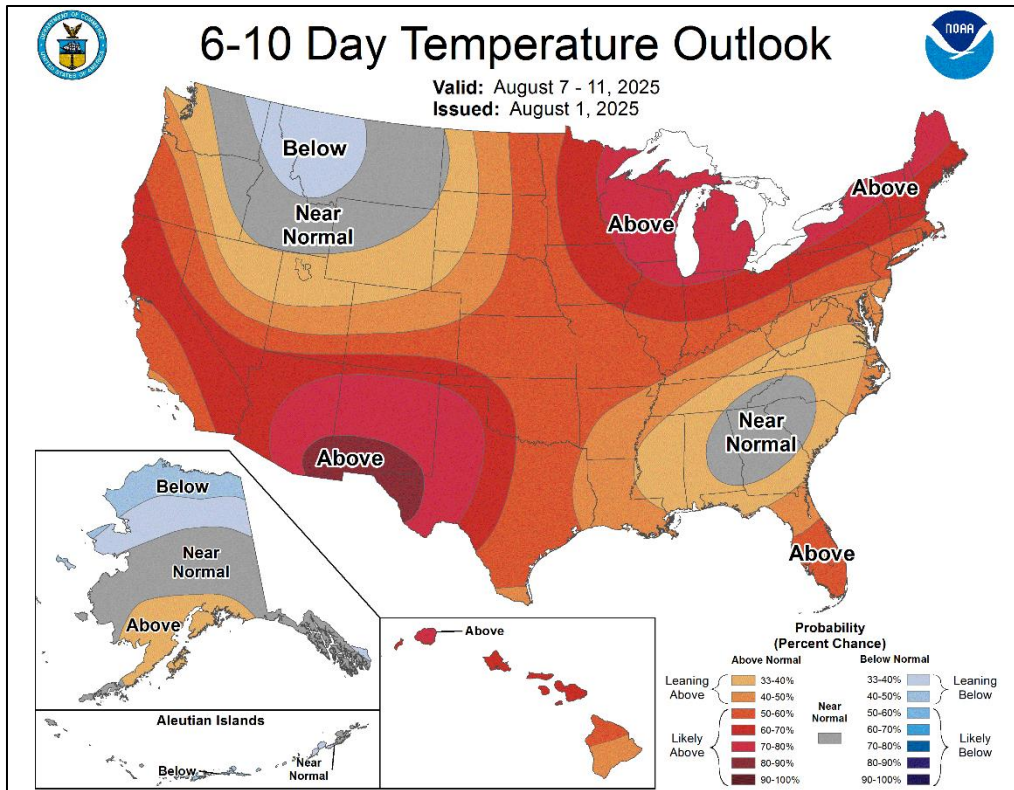 6-10 Day Temperature Outlook
Valid: August 7 - 11, 2025
Issued: August 1, 2025
NOAA
Below
Near
Normal
Above
Above
Above
Near
Normal
Above
Below
Near
Normal
Above
Aleutian Islands
Below
Near
Normal
Above
Probability
(Percent Chance)
Above Normal
Below Normal
Leaning
Above
33-40%
40-50%
Likely
Above
50-60%
60-70%
70-80%
80-90%
90-100%
Near
Normal
33-40%
40-50%
Leaning
Below
50-60%
60-70%
70-80%
80-90%
90-100%
Likely
Below